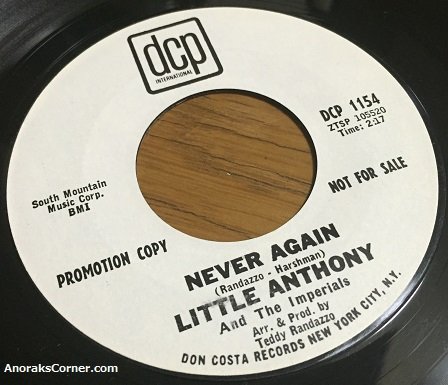 dcp
INTERNATIONAL
DCP 1154
ZTSP 105520
Time: 2:17
South Mountain
Music Corp.
BMI
NOT FOR SALE
PROMOTION COPY
NEVER AGAIN
(Randazzo - Harshman)
LITTLE ANTHONY
And The Imperials
Arr. & Prod. by
Teddy Randazzo
DON COSTA RECORDS NEW YORK CITY, N.Y.
AnoraksCorner.com